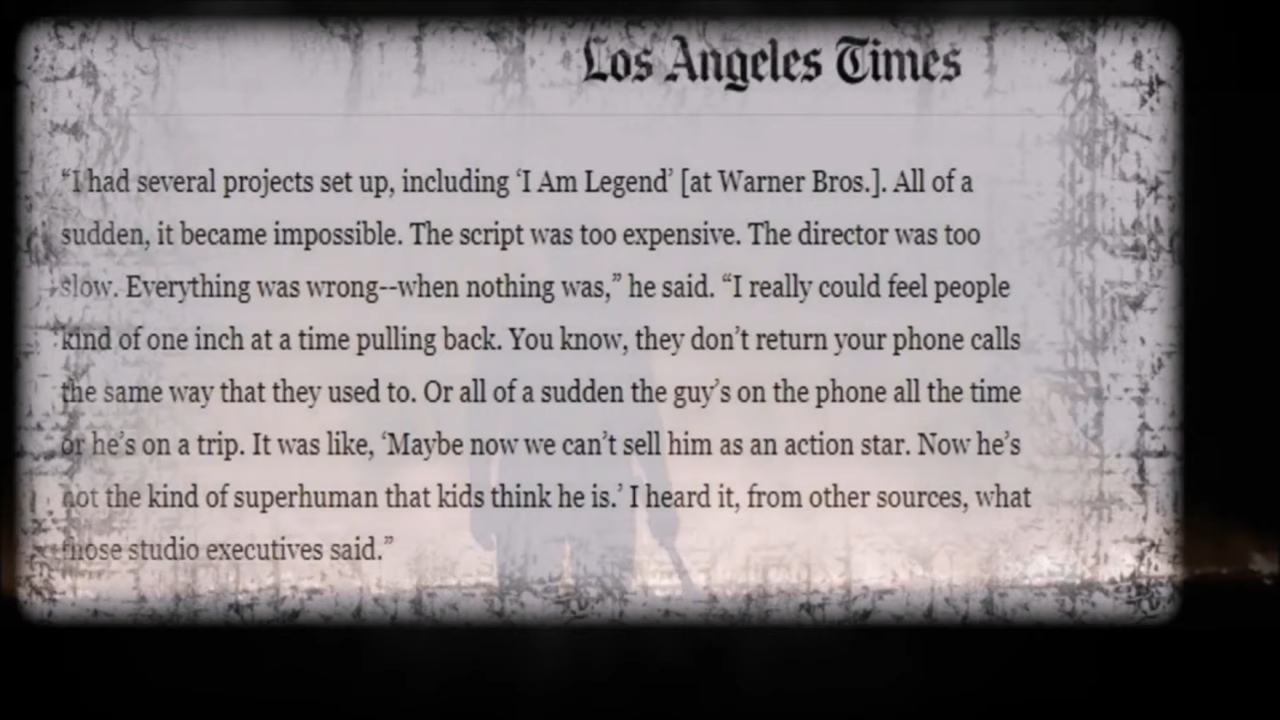 Los Angeles Times
“I had several projects set up, including ‘I Am Legend’ [at Warner Bros.]. All of a
sudden, it became impossible. The script was too expensive. The director was too
slow. Everything was wrong--when nothing was,” he said. “I really could feel people
kind of one inch at a time pulling back. You know, they don’t return your phone calls
the same way that they used to. Or all of a sudden the guy’s on the phone all the time
or he’s on a trip. It was like, ‘Maybe now we can’t sell him as an action star. Now he’s
not the kind of superhuman that kids think he is.’ I heard it, from other sources, what
those studio executives said.”